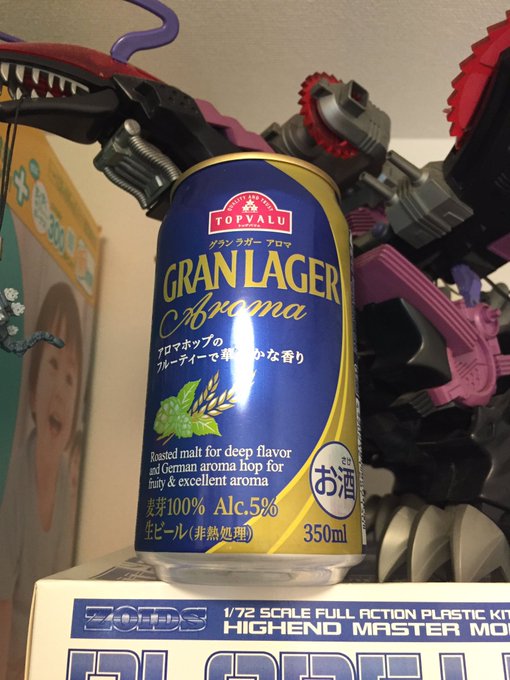 QUALITY AND TRUST
TOPVALU
トップバリュ
グラン ラガー アロマ
GRAN LAGER
Aroma
アロマホップの
フルーティーで華やかな香り
Roasted malt for deep flavor
and German aroma hop for
fruity & excellent aroma
さけ
お酒
麦芽100% Alc.5%
生ビール(非熱処理)
350ml
ZOIDS
1/72 SCALE FULL ACTION PLASTIC KIT
HIGHEND MASTER MO